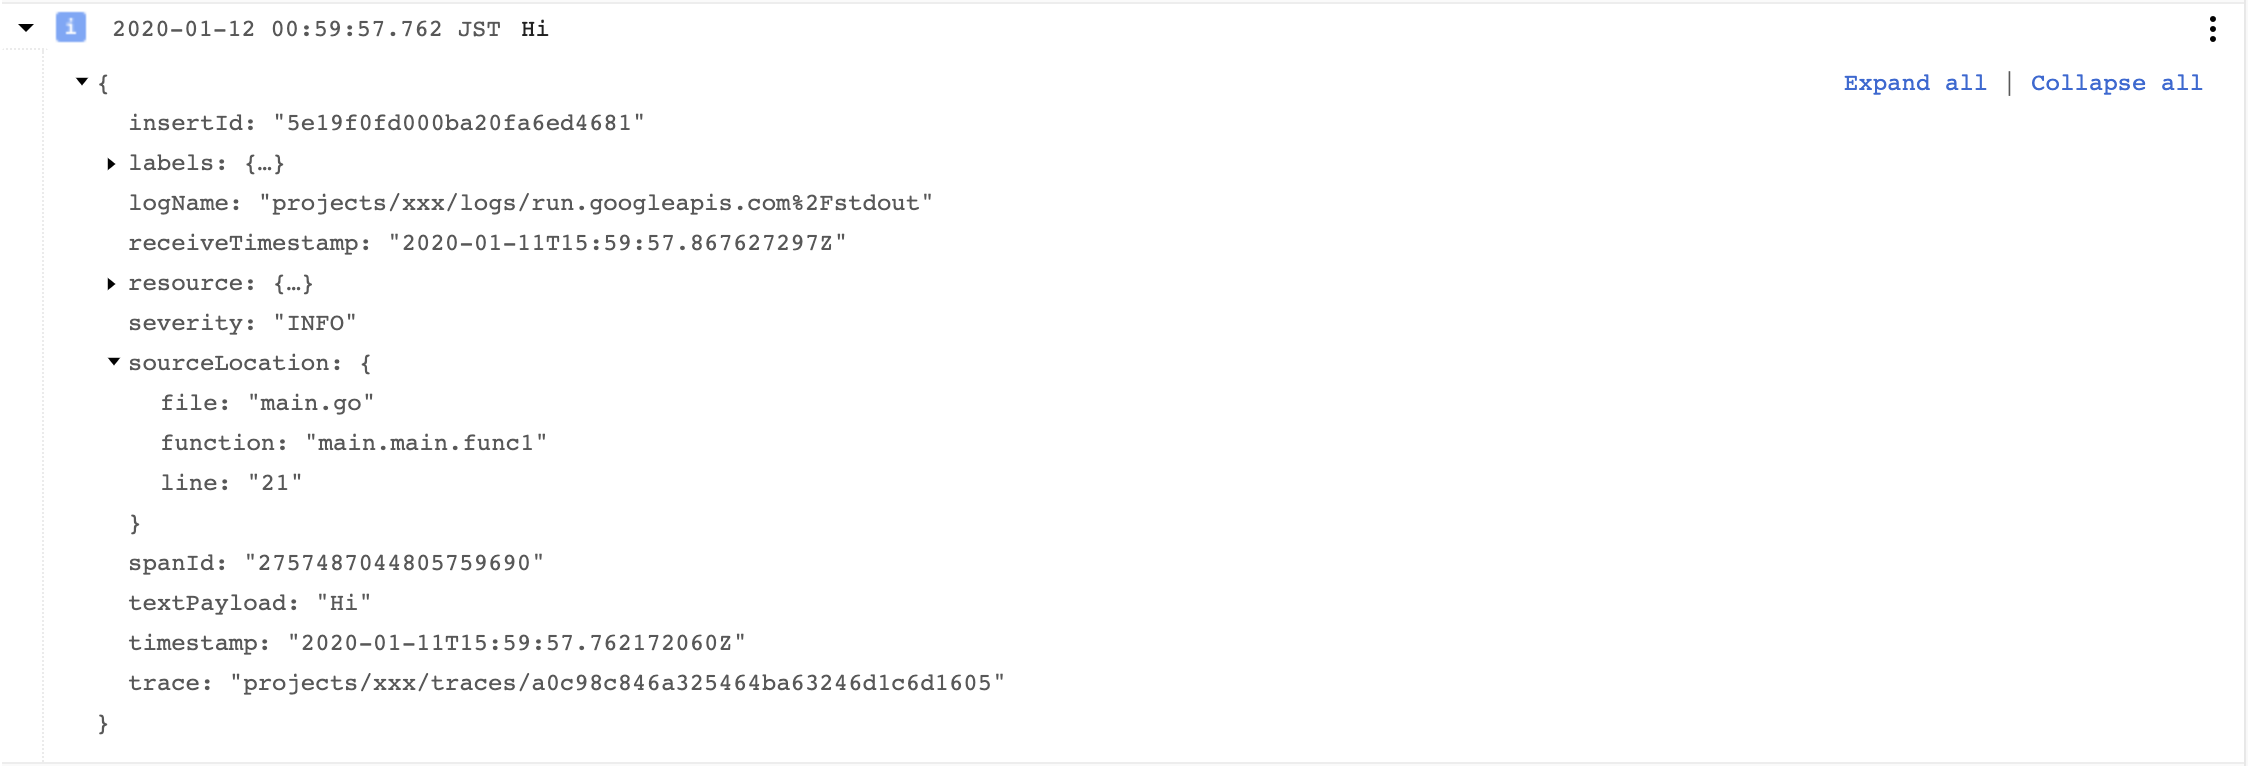 i 2020-01-12 00:59:57.762 JST Hi
{ Expand all | Collapse all
insertId: "5e19f0fd000ba20fa6ed4681"
labels: {…}
logName: "projects/xxx/logs/run.googleapis.com%2Fstdout"
receiveTimestamp: "2020-01-11T15:59:57.867627297Z"
resource: {…}
severity: "INFO"
sourceLocation: {
file: "main.go"
function: "main.main.func1"
line: "21"
}
spanId: "2757487044805759690"
textPayload: "Hi"
timestamp: "2020-01-11T15:59:57.762172060Z"
trace: "projects/xxx/traces/a0c98c846a325464ba63246d1c6d1605"
}